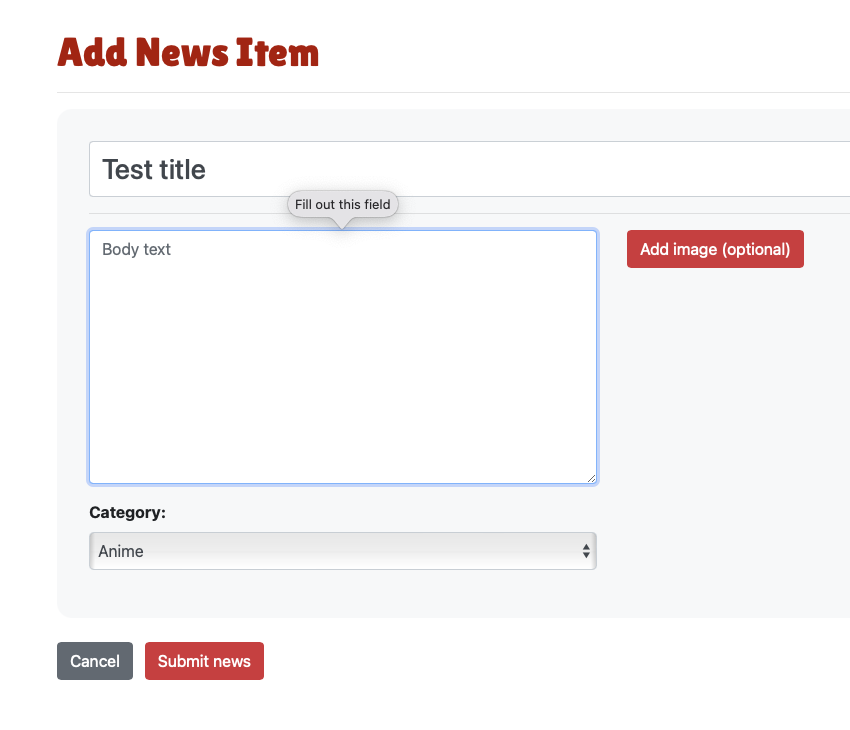 Add News Item
Test title
Fill out this field
Body text
Add image (optional)
Category:
Anime
Cancel
Submit news